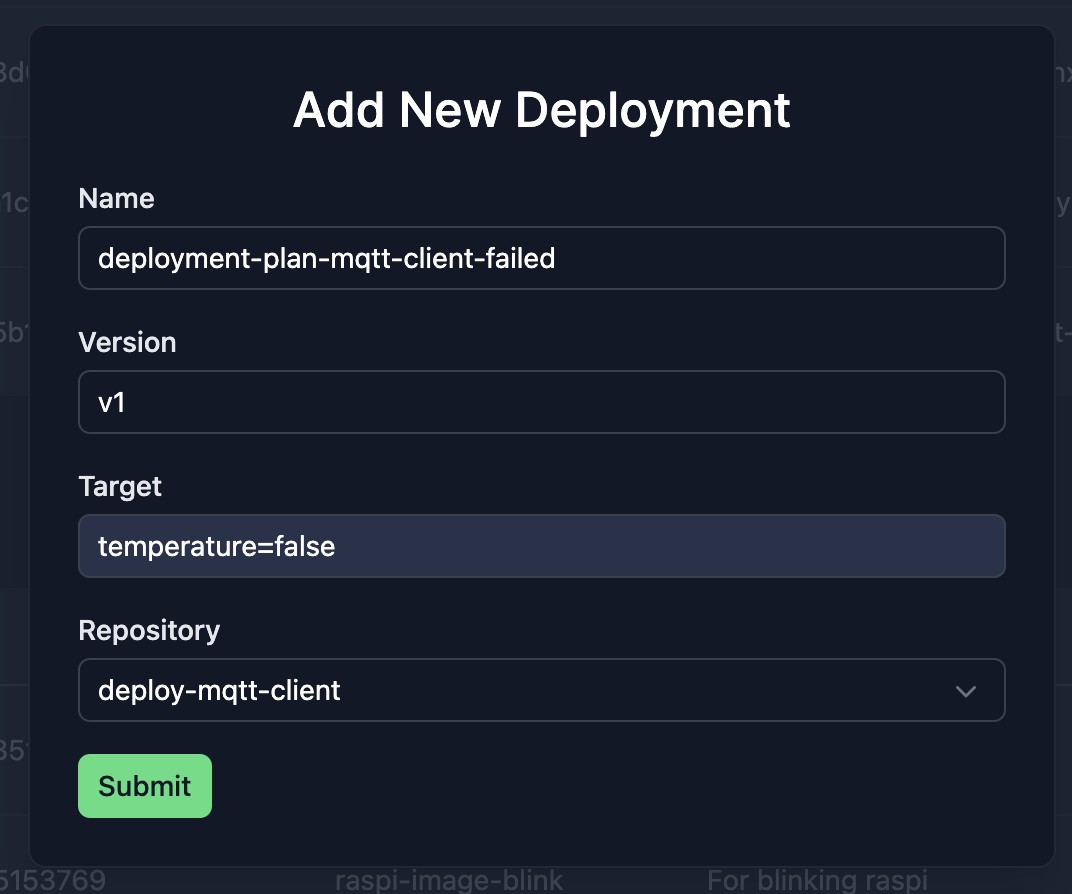 Add New Deployment
Name
deployment-plan-mqtt-client-failed
Version
v1
Target
temperature=false
Repository
deploy-mqtt-client
Submit
5153769 raspi-image-blink For blinking raspi